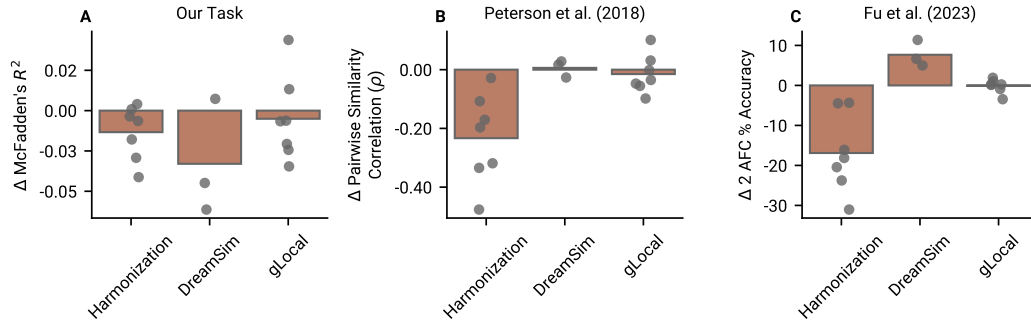 A
Our Task
Δ McFadden's R²
0.02
0.00
-0.03
-0.05
Harmonization
DreamSim
gLocal
B
Peterson et al. (2018)
Δ Pairwise Similarity
Correlation (ρ)
0.00
-0.20
-0.40
Harmonization
DreamSim
gLocal
C
Fu et al. (2023)
Δ 2 AFC % Accuracy
10
0
-10
-20
-30
Harmonization
DreamSim
gLocal